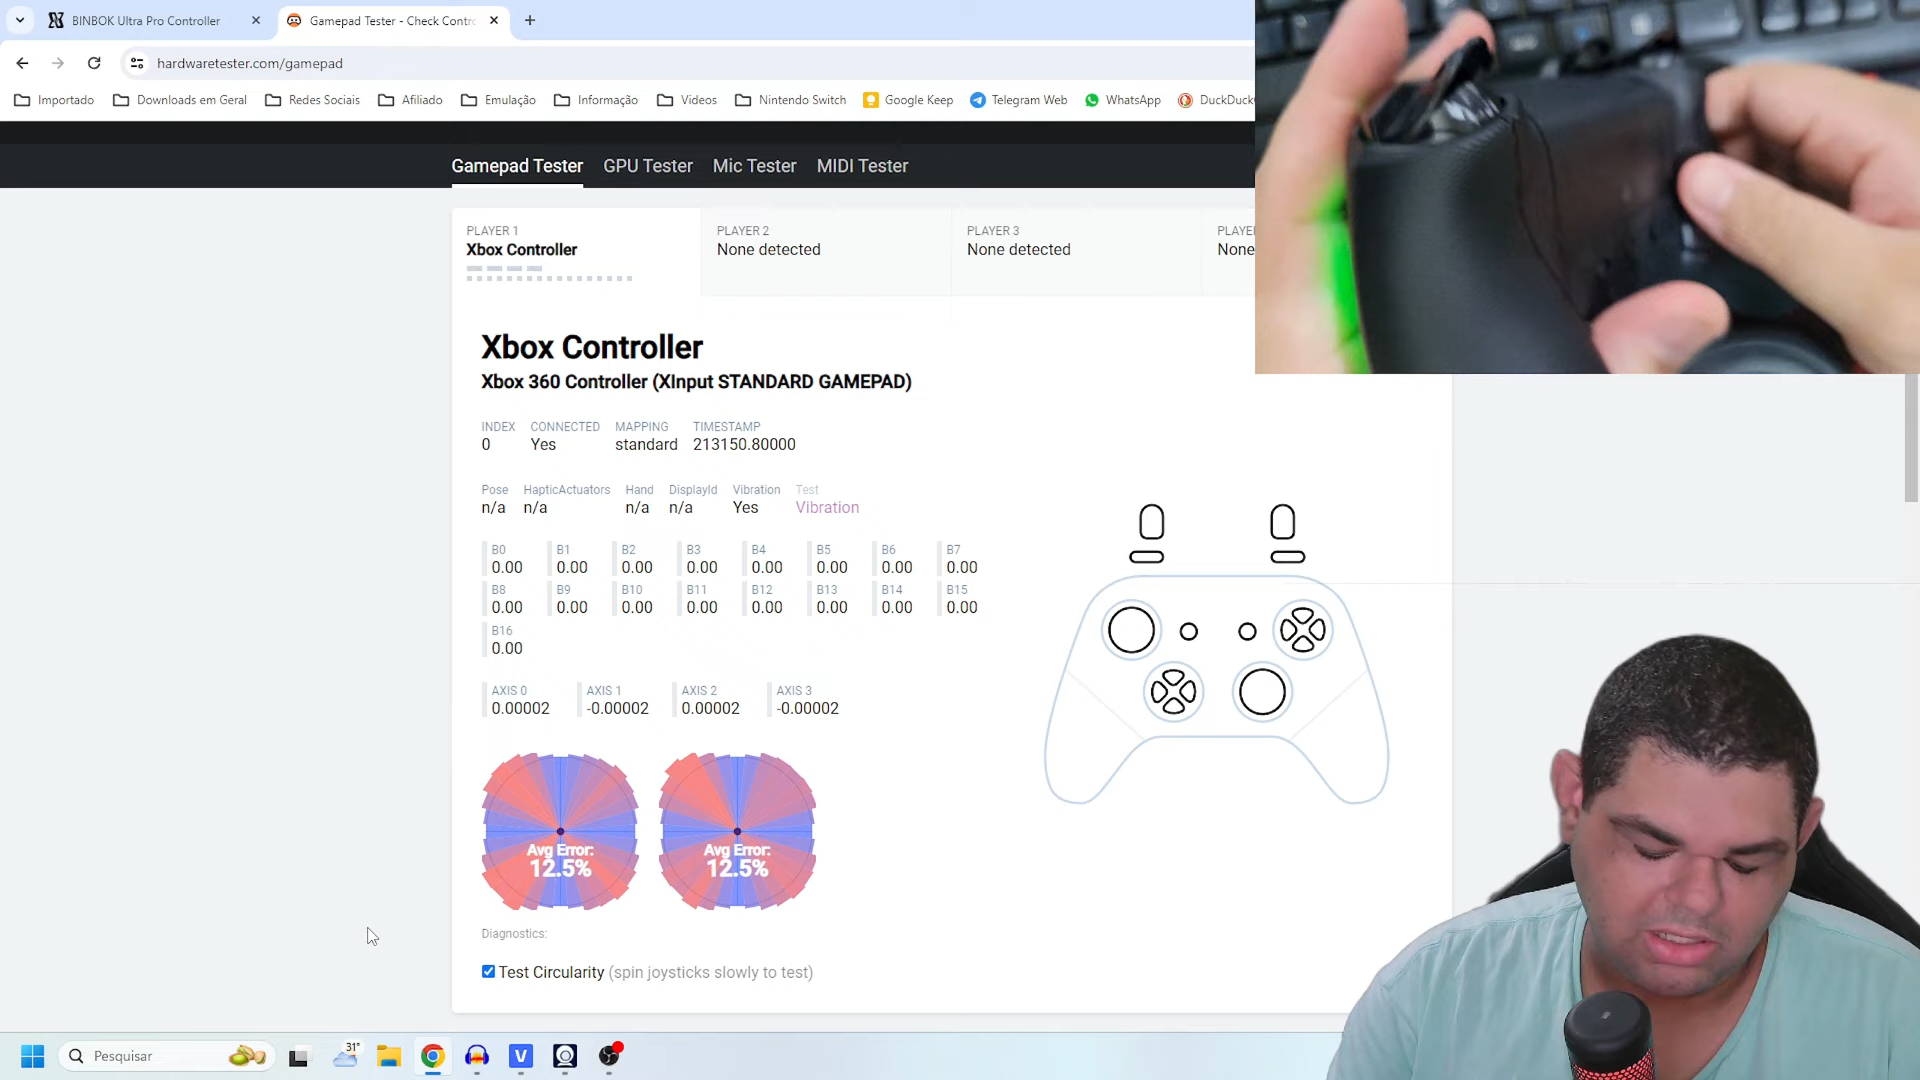 BINBOK Ultra Pro Controller
Gamepad Tester - Check Contro
hardwaretester.com/gamepad
Importado
Downloads em Geral
Redes Sociais
Afiliado
Emulação
Informação
Videos
Nintendo Switch
Google Keep
Telegram Web
WhatsApp
DuckDuckG
Gamepad Tester GPU Tester Mic Tester MIDI Tester
PLAYER 1 PLAYER 2 PLAYER 3 PLAYE
Xbox Controller None detected None detected None
Xbox Controller
Xbox 360 Controller (XInput STANDARD GAMEPAD)
INDEX CONNECTED MAPPING TIMESTAMP
0 Yes standard 213150.80000
Pose HapticActuators Hand DisplayId Vibration Test
n/a n/a n/a n/a Yes Vibration
B0 B1 B2 B3 B4 B5 B6 B7
0.00 0.00 0.00 0.00 0.00 0.00 0.00 0.00
B8 B9 B10 B11 B12 B13 B14 B15
0.00 0.00 0.00 0.00 0.00 0.00 0.00 0.00
B16
0.00
AXIS 0 AXIS 1 AXIS 2 AXIS 3
0.00002 -0.00002 0.00002 -0.00002
Avg Error: Avg Error:
12.5% 12.5%
Diagnostics:
Test Circularity (spin joysticks slowly to test)
Pesquisar
31°
V